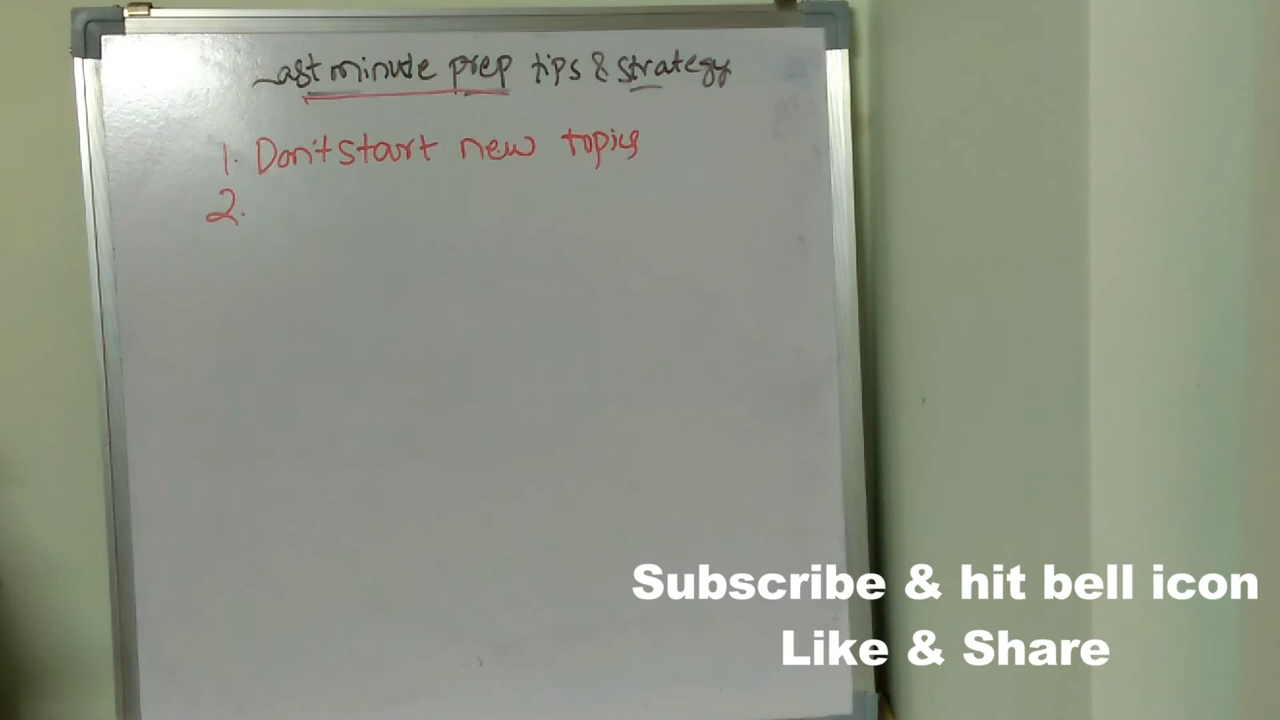 Last minute prep tips & strategy
1. Don't start new topics
2.
Subscribe & hit bell icon
Like & Share